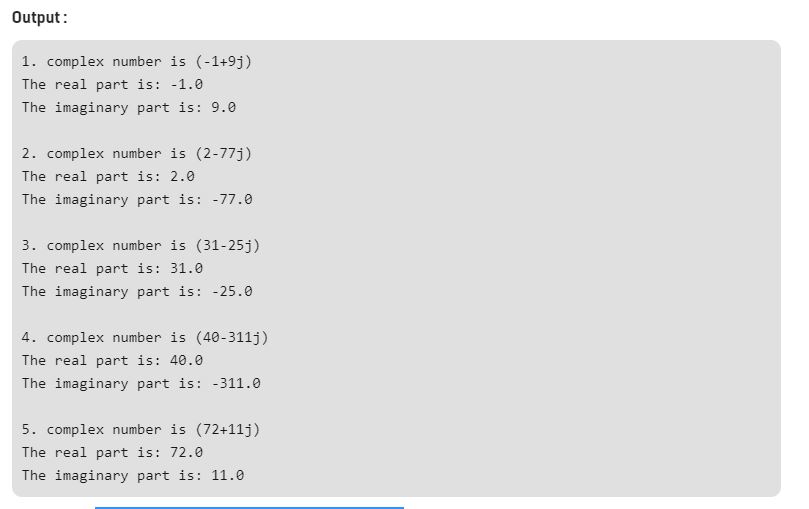 Output:
1. complex number is (-1+9j)
The real part is: -1.0
The imaginary part is: 9.0
2. complex number is (2-77j)
The real part is: 2.0
The imaginary part is: -77.0
3. complex number is (31-25j)
The real part is: 31.0
The imaginary part is: -25.0
4. complex number is (40-311j)
The real part is: 40.0
The imaginary part is: -311.0
5. complex number is (72+11j)
The real part is: 72.0
The imaginary part is: 11.0